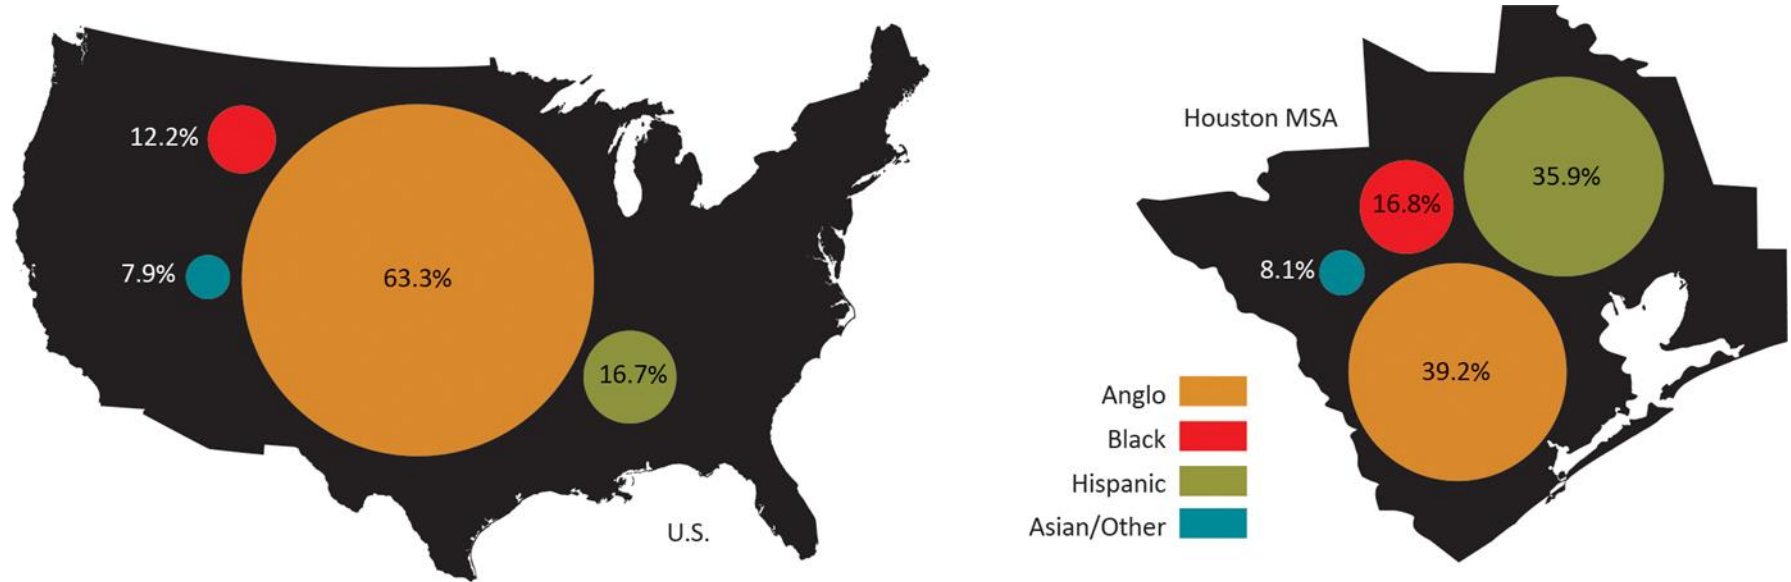 12.2%
7.9%
63.3%
16.7%
U.S.
Houston MSA
35.9%
16.8%
8.1%
39.2%
Anglo
Black
Hispanic
Asian/Other